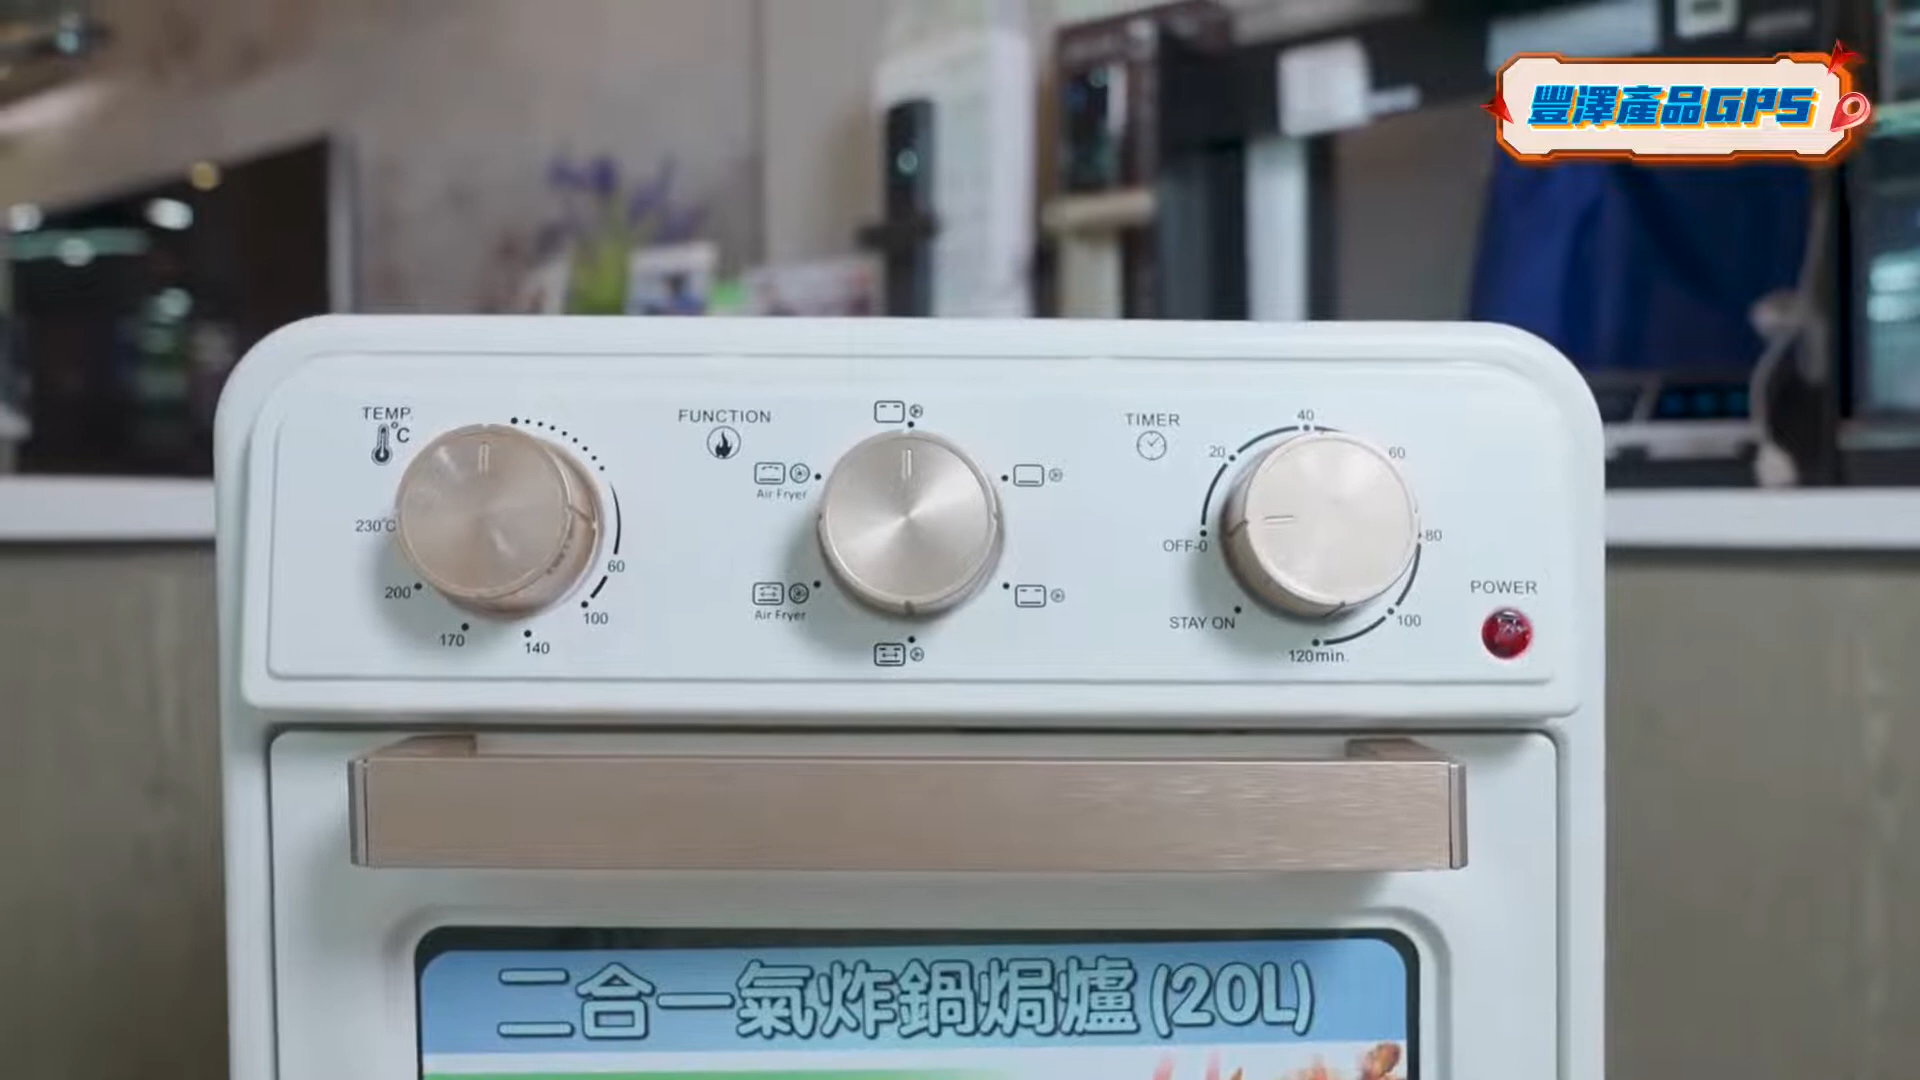 豐澤產品GPS
TEMP.
°C
230°C
200
170
140
100
60
FUNCTION
Air Fryer
Air Fryer
TIMER
OFF-0
20
40
60
80
100
120min.
STAY ON
POWER
二合一氣炸鍋焗爐(20L)